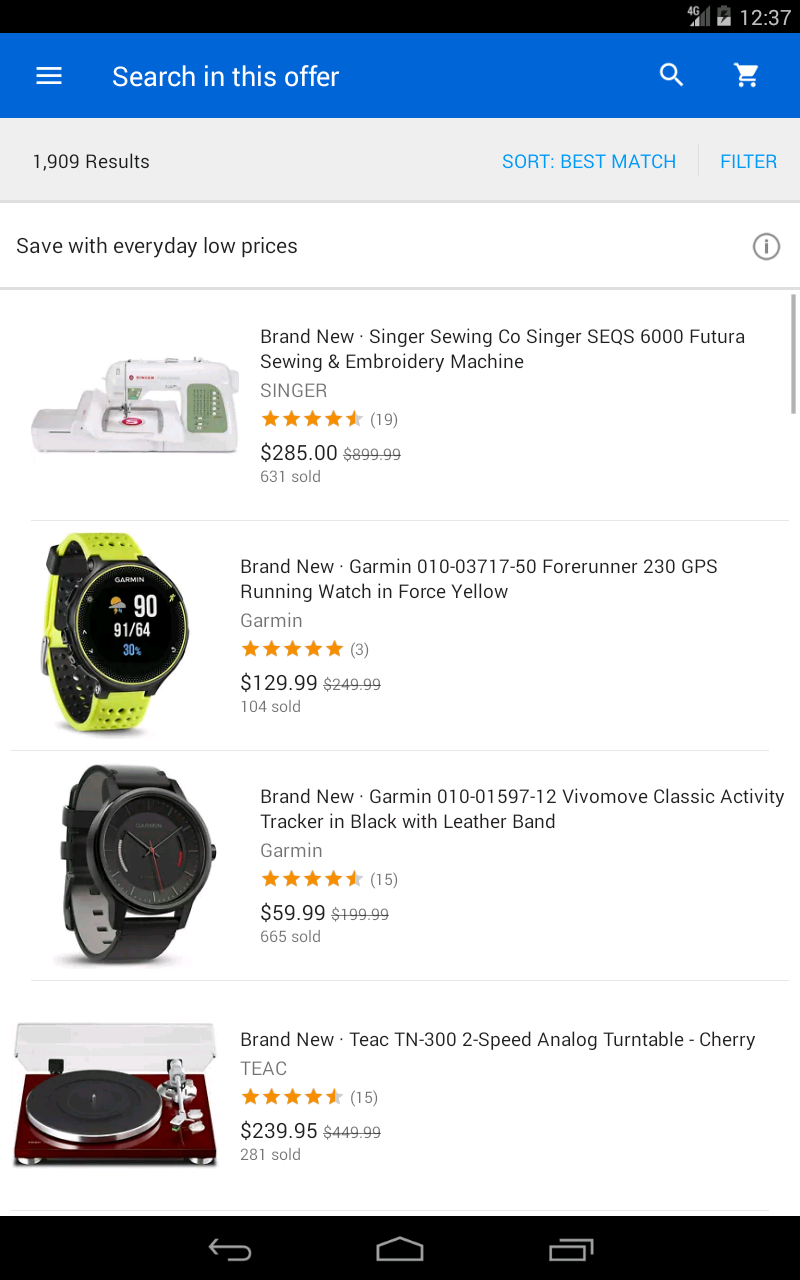 4G 12:37
Search in this offer
1,909 Results SORT: BEST MATCH FILTER
Save with everyday low prices
Brand New · Singer Sewing Co Singer SEQS 6000 Futura
Sewing & Embroidery Machine
SINGER
(19)
$285.00 $899.99
631 sold
GARMIN
90
91/64
30%
Brand New · Garmin 010-03717-50 Forerunner 230 GPS
Running Watch in Force Yellow
Garmin
(3)
$129.99 $249.99
104 sold
GARMIN
Brand New · Garmin 010-01597-12 Vivomove Classic Activity
Tracker in Black with Leather Band
Garmin
(15)
$59.99 $199.99
665 sold
Brand New · Teac TN-300 2-Speed Analog Turntable - Cherry
TEAC
(15)
$239.95 $449.99
281 sold